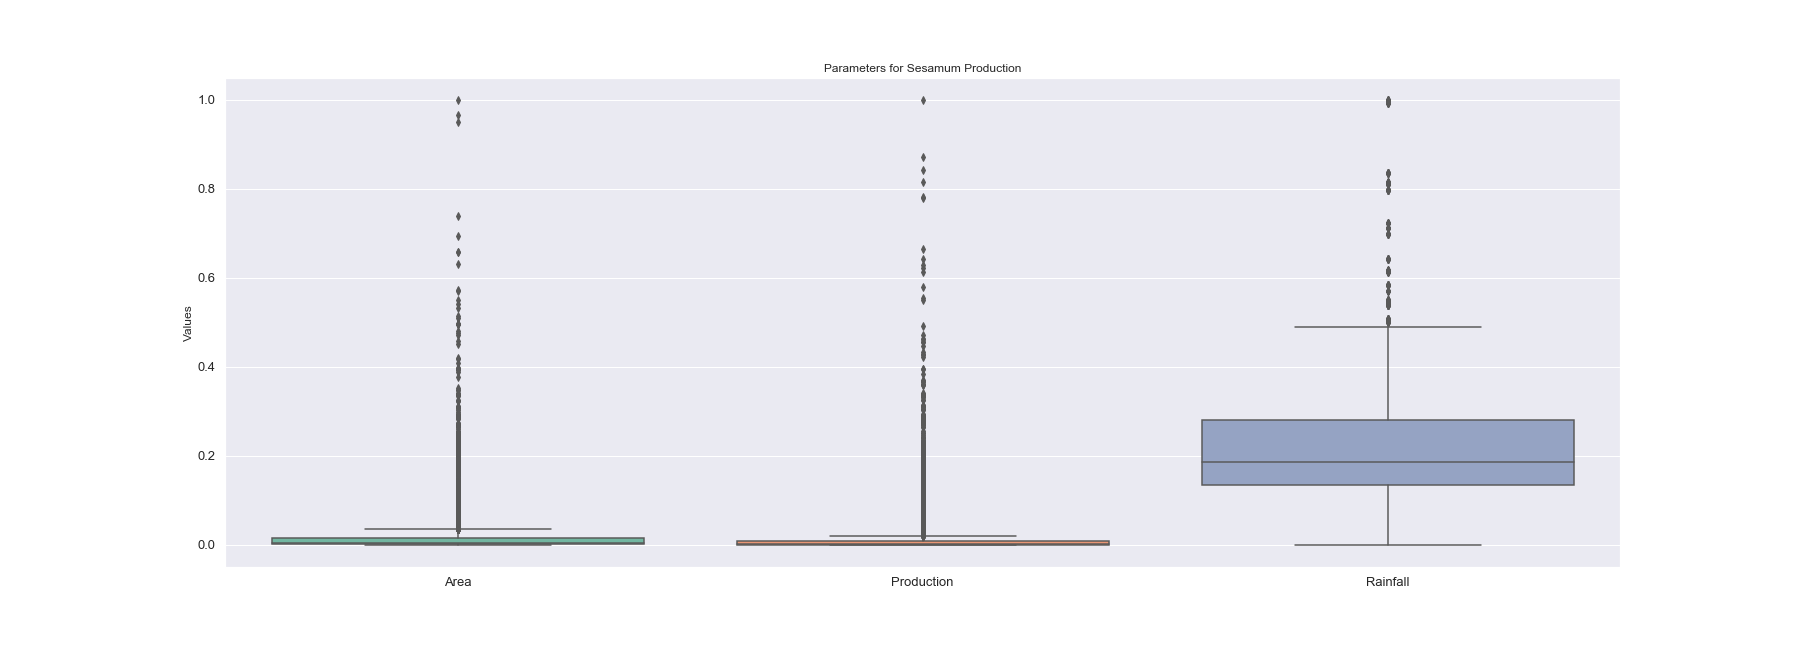 Parameters for Sesamum Production
1.0
0.8
0.6
0.4
0.2
0.0
Values
Area
Production
Rainfall